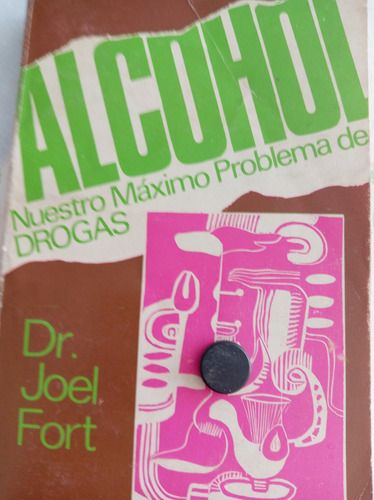 ALCOHOL
Nuestro Máximo Problema de
DROGAS
Dr.
Joel
Fort